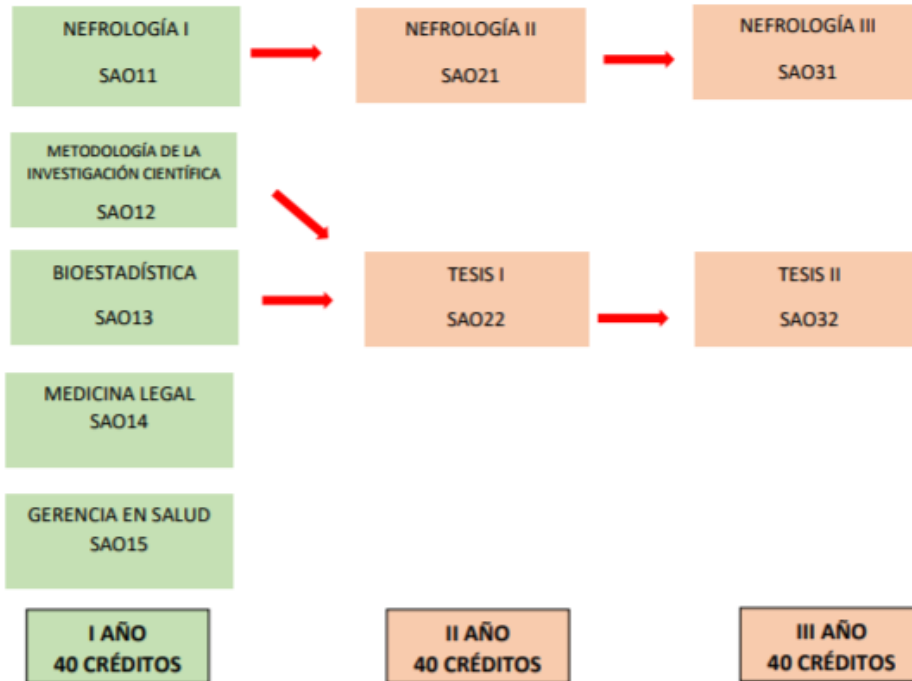 NEFROLOGÍA I
SAO11
NEFROLOGÍA II
SAO21
NEFROLOGÍA III
SAO31
METODOLOGÍA DE LA
INVESTIGACIÓN CIENTÍFICA
SAO12
BIOESTADÍSTICA
SAO13
TESIS I
SAO22
TESIS II
SAO32
MEDICINA LEGAL
SAO14
GERENCIA EN SALUD
SAO15
I AÑO
40 CRÉDITOS
II AÑO
40 CRÉDITOS
III AÑO
40 CRÉDITOS